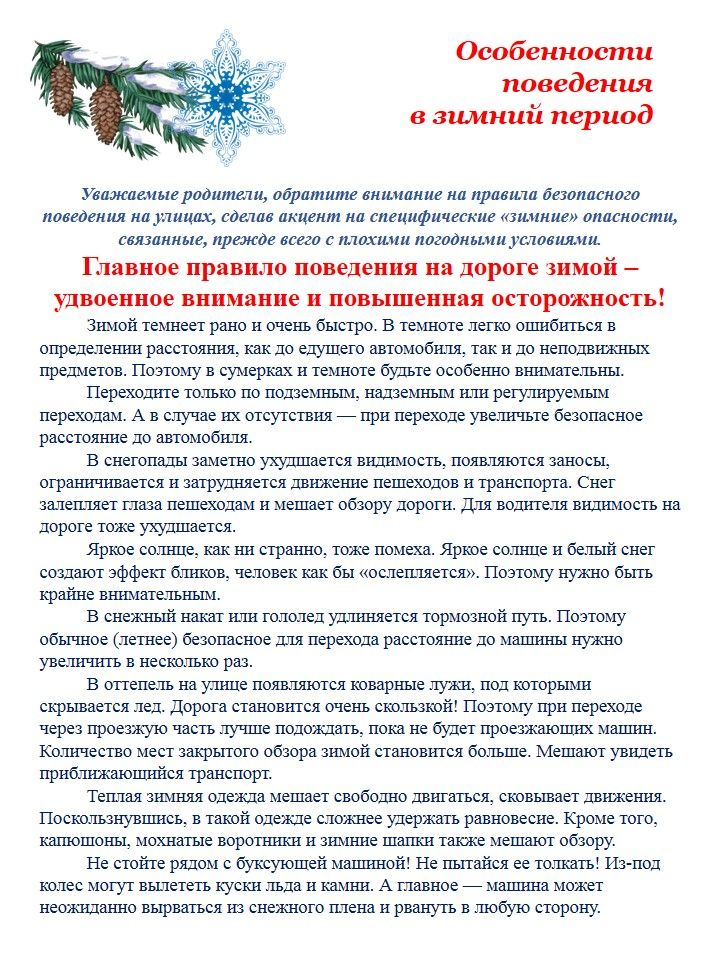 Особенности
поведения
в зимний период
Уважаемые родители, обратите внимание на правила безопасного
поведения на улицах, сделав акцент на специфические «зимние» опасности,
связанные, прежде всего с плохими погодными условиями.
Главное правило поведения на дороге зимой –
удвоенное внимание и повышенная осторожность!
Зимой темнеет рано и очень быстро. В темноте легко ошибиться в
определении расстояния, как до едущего автомобиля, так и до неподвижных
предметов. Поэтому в сумерках и темноте будьте особенно внимательны.
Переходите только по подземным, надземным или регулируемым
переходам. А в случае их отсутствия — при переходе увеличьте безопасное
расстояние до автомобиля.
В снегопады заметно ухудшается видимость, появляются заносы,
ограничивается и затрудняется движение пешеходов и транспорта. Снег
залепляет глаза пешеходам и мешает обзору дороги. Для водителя видимость на
дороге тоже ухудшается.
Яркое солнце, как ни странно, тоже помеха. Яркое солнце и белый снег
создают эффект бликов, человек как бы «ослепляется». Поэтому нужно быть
крайне внимательным.
В снежный накат или гололед удлиняется тормозной путь. Поэтому
обычное (летнее) безопасное для перехода расстояние до машины нужно
увеличить в несколько раз.
В оттепель на улице появляются коварные лужи, под которыми
скрывается лед. Дорога становится очень скользкой! Поэтому при переходе
через проезжую часть лучше подождать, пока не будет проезжающих машин.
Количество мест закрытого обзора зимой становится больше. Мешают увидеть
приближающийся транспорт.
Теплая зимняя одежда мешает свободно двигаться, сковывает движения.
Поскользнувшись, в такой одежде сложнее удержать равновесие. Кроме того,
капюшоны, мохнатые воротники и зимние шапки также мешают обзору.
Не стойте рядом с буксующей машиной! Не пытайся ее толкать! Из-под
колес могут вылететь куски льда и камни. А главное — машина может
неожиданно вырваться из снежного плена и рвануть в любую сторону.